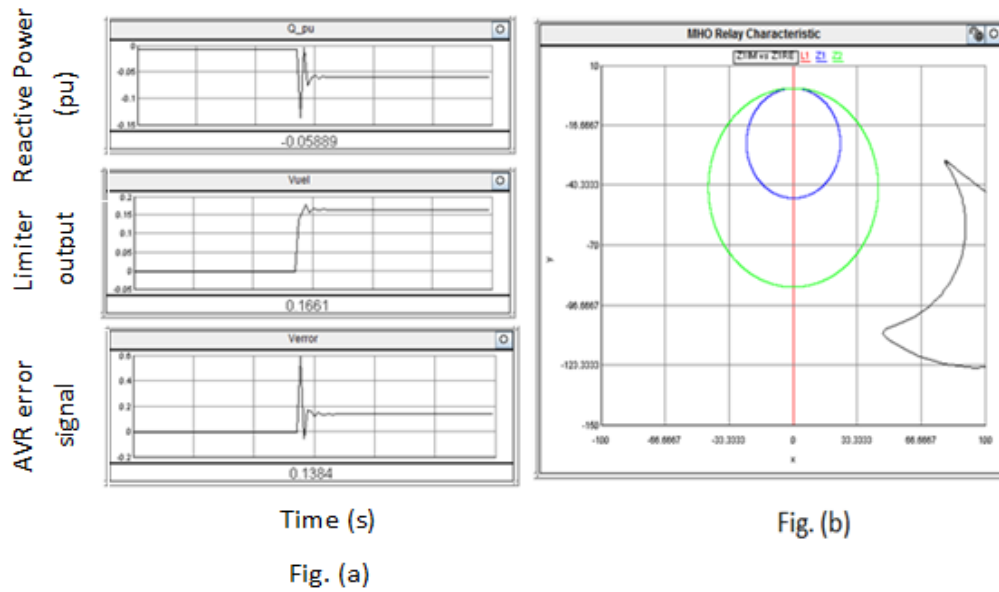 Reactive Power
(pu)
Q_pu
0
-0.05
-0.1
-0.15
-0.05889
Limiter
output
Vuel
0.2
0.15
0.1
0.05
0
-0.05
0.1661
AVR error
signal
Verror
0.6
0.4
0.2
0
-0.2
0.1384
Time (s)
Fig. (a)
MHO Relay Characteristic
Z1IM vs Z1RE L1 Z1 Z2
10
-16.6667
-43.3333
-70
-96.6667
-123.3333
-150
Y
-100 -66.6667 -33.3333 0 33.3333 66.6667 100
X
Fig. (b)